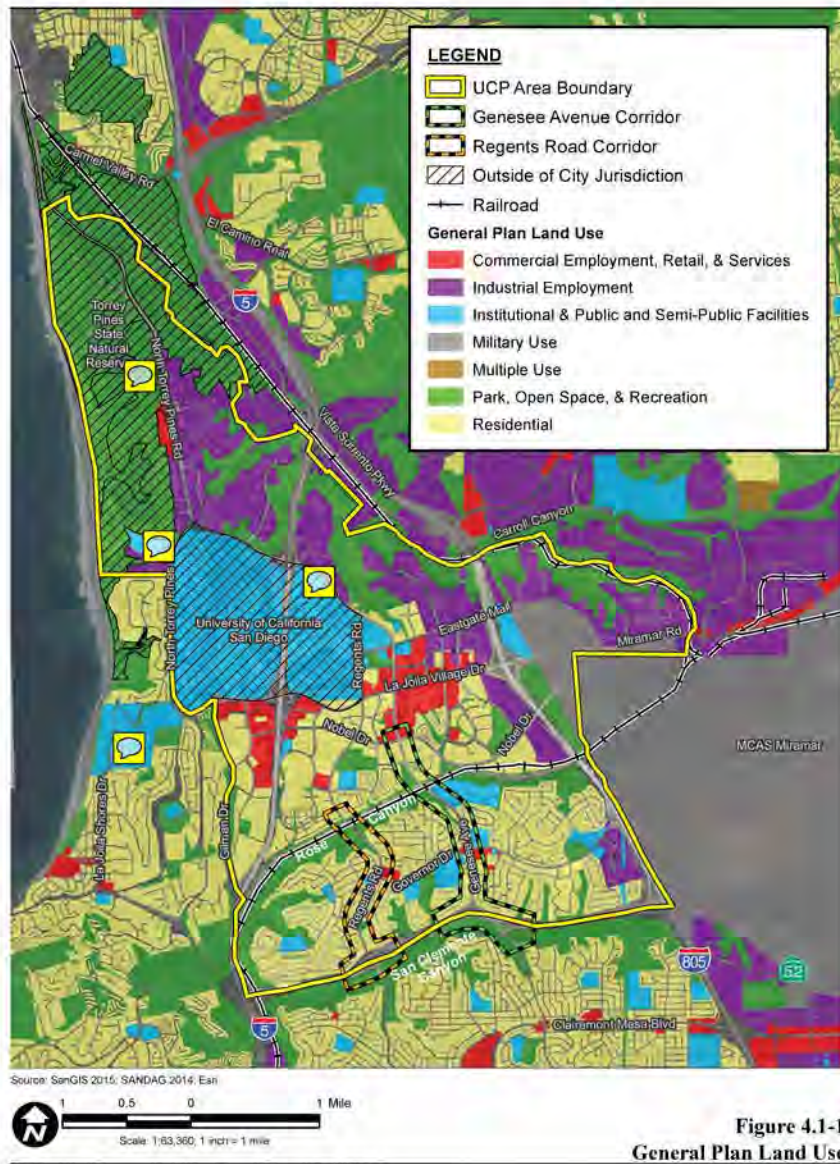 LEGEND
UCP Area Boundary
Genesee Avenue Corridor
Regents Road Corridor
Outside of City Jurisdiction
Railroad
General Plan Land Use
Commercial Employment, Retail, & Services
Industrial Employment
Institutional & Public and Semi-Public Facilities
Military Use
Multiple Use
Park, Open Space, & Recreation
Residential
Carmel Valley Rd
El Camino Real
5
Torrey
Pines
State
Natural
Reserv
North Torrey Pines Rd
Vista Sorrento Pkwy
Carroll Canyon
North Torrey Pines
University of California
San Diego
Regents Rd
Eastgate Mall
Miramar Rd
La Jolla Village Dr
Nobel Dr
Nobel Dr
MCAS Miramar
La Jolla Shores Dr
Gilman Dr
Rose Canyon
Regents Rd
Governor Dr
Genesee Ave
San Clemente
Canyon
805
52
5
Clairemont Mesa Blvd
Source: SanGIS 2015; SANDAG 2014; Esri
N
1 0.5 0 1 Mile
Scale: 1:63,360; 1 inch = 1 mile
Figure 4.1-1
General Plan Land Use